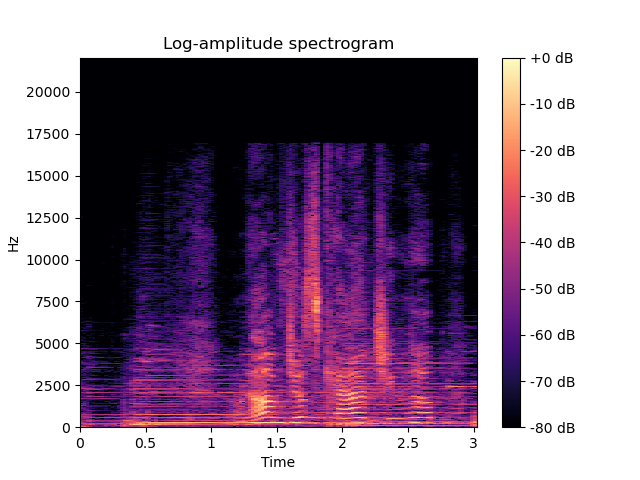 Log-amplitude spectrogram
+0 dB
20000
-10 dB
17500
-20 dB
15000
-30 dB
12500
Hz
-40 dB
10000
-50 dB
7500
-60 dB
5000
-70 dB
2500
0
-80 dB
0 0.5 1 1.5 2 2.5 3
Time